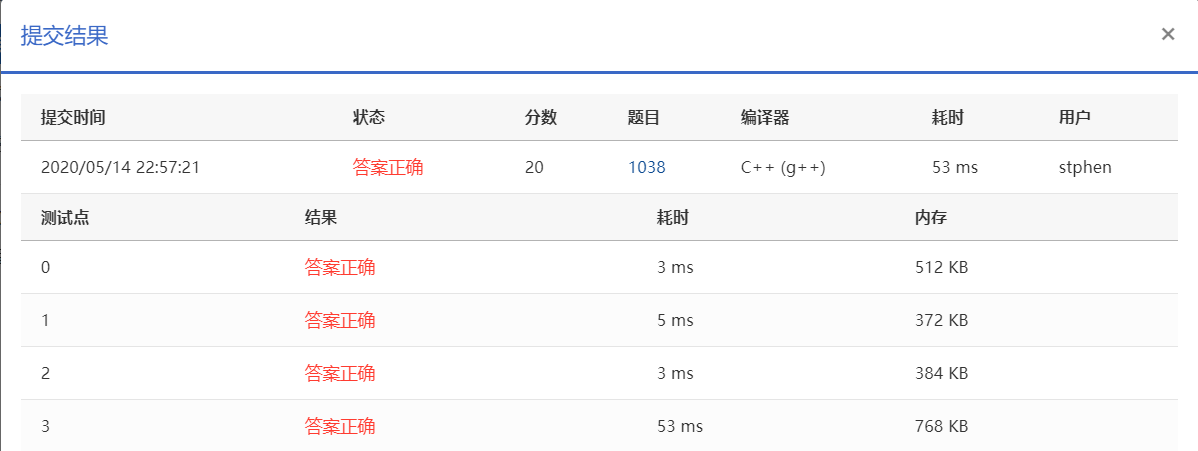 提交结果 ×
提交时间 状态 分数 题目 编译器 耗时 用户
2020/05/14 22:57:21 答案正确 20 1038 C++ (g++) 53 ms stphen
测试点 结果 耗时 内存
0 答案正确 3 ms 512 KB
1 答案正确 5 ms 372 KB
2 答案正确 3 ms 384 KB
3 答案正确 53 ms 768 KB